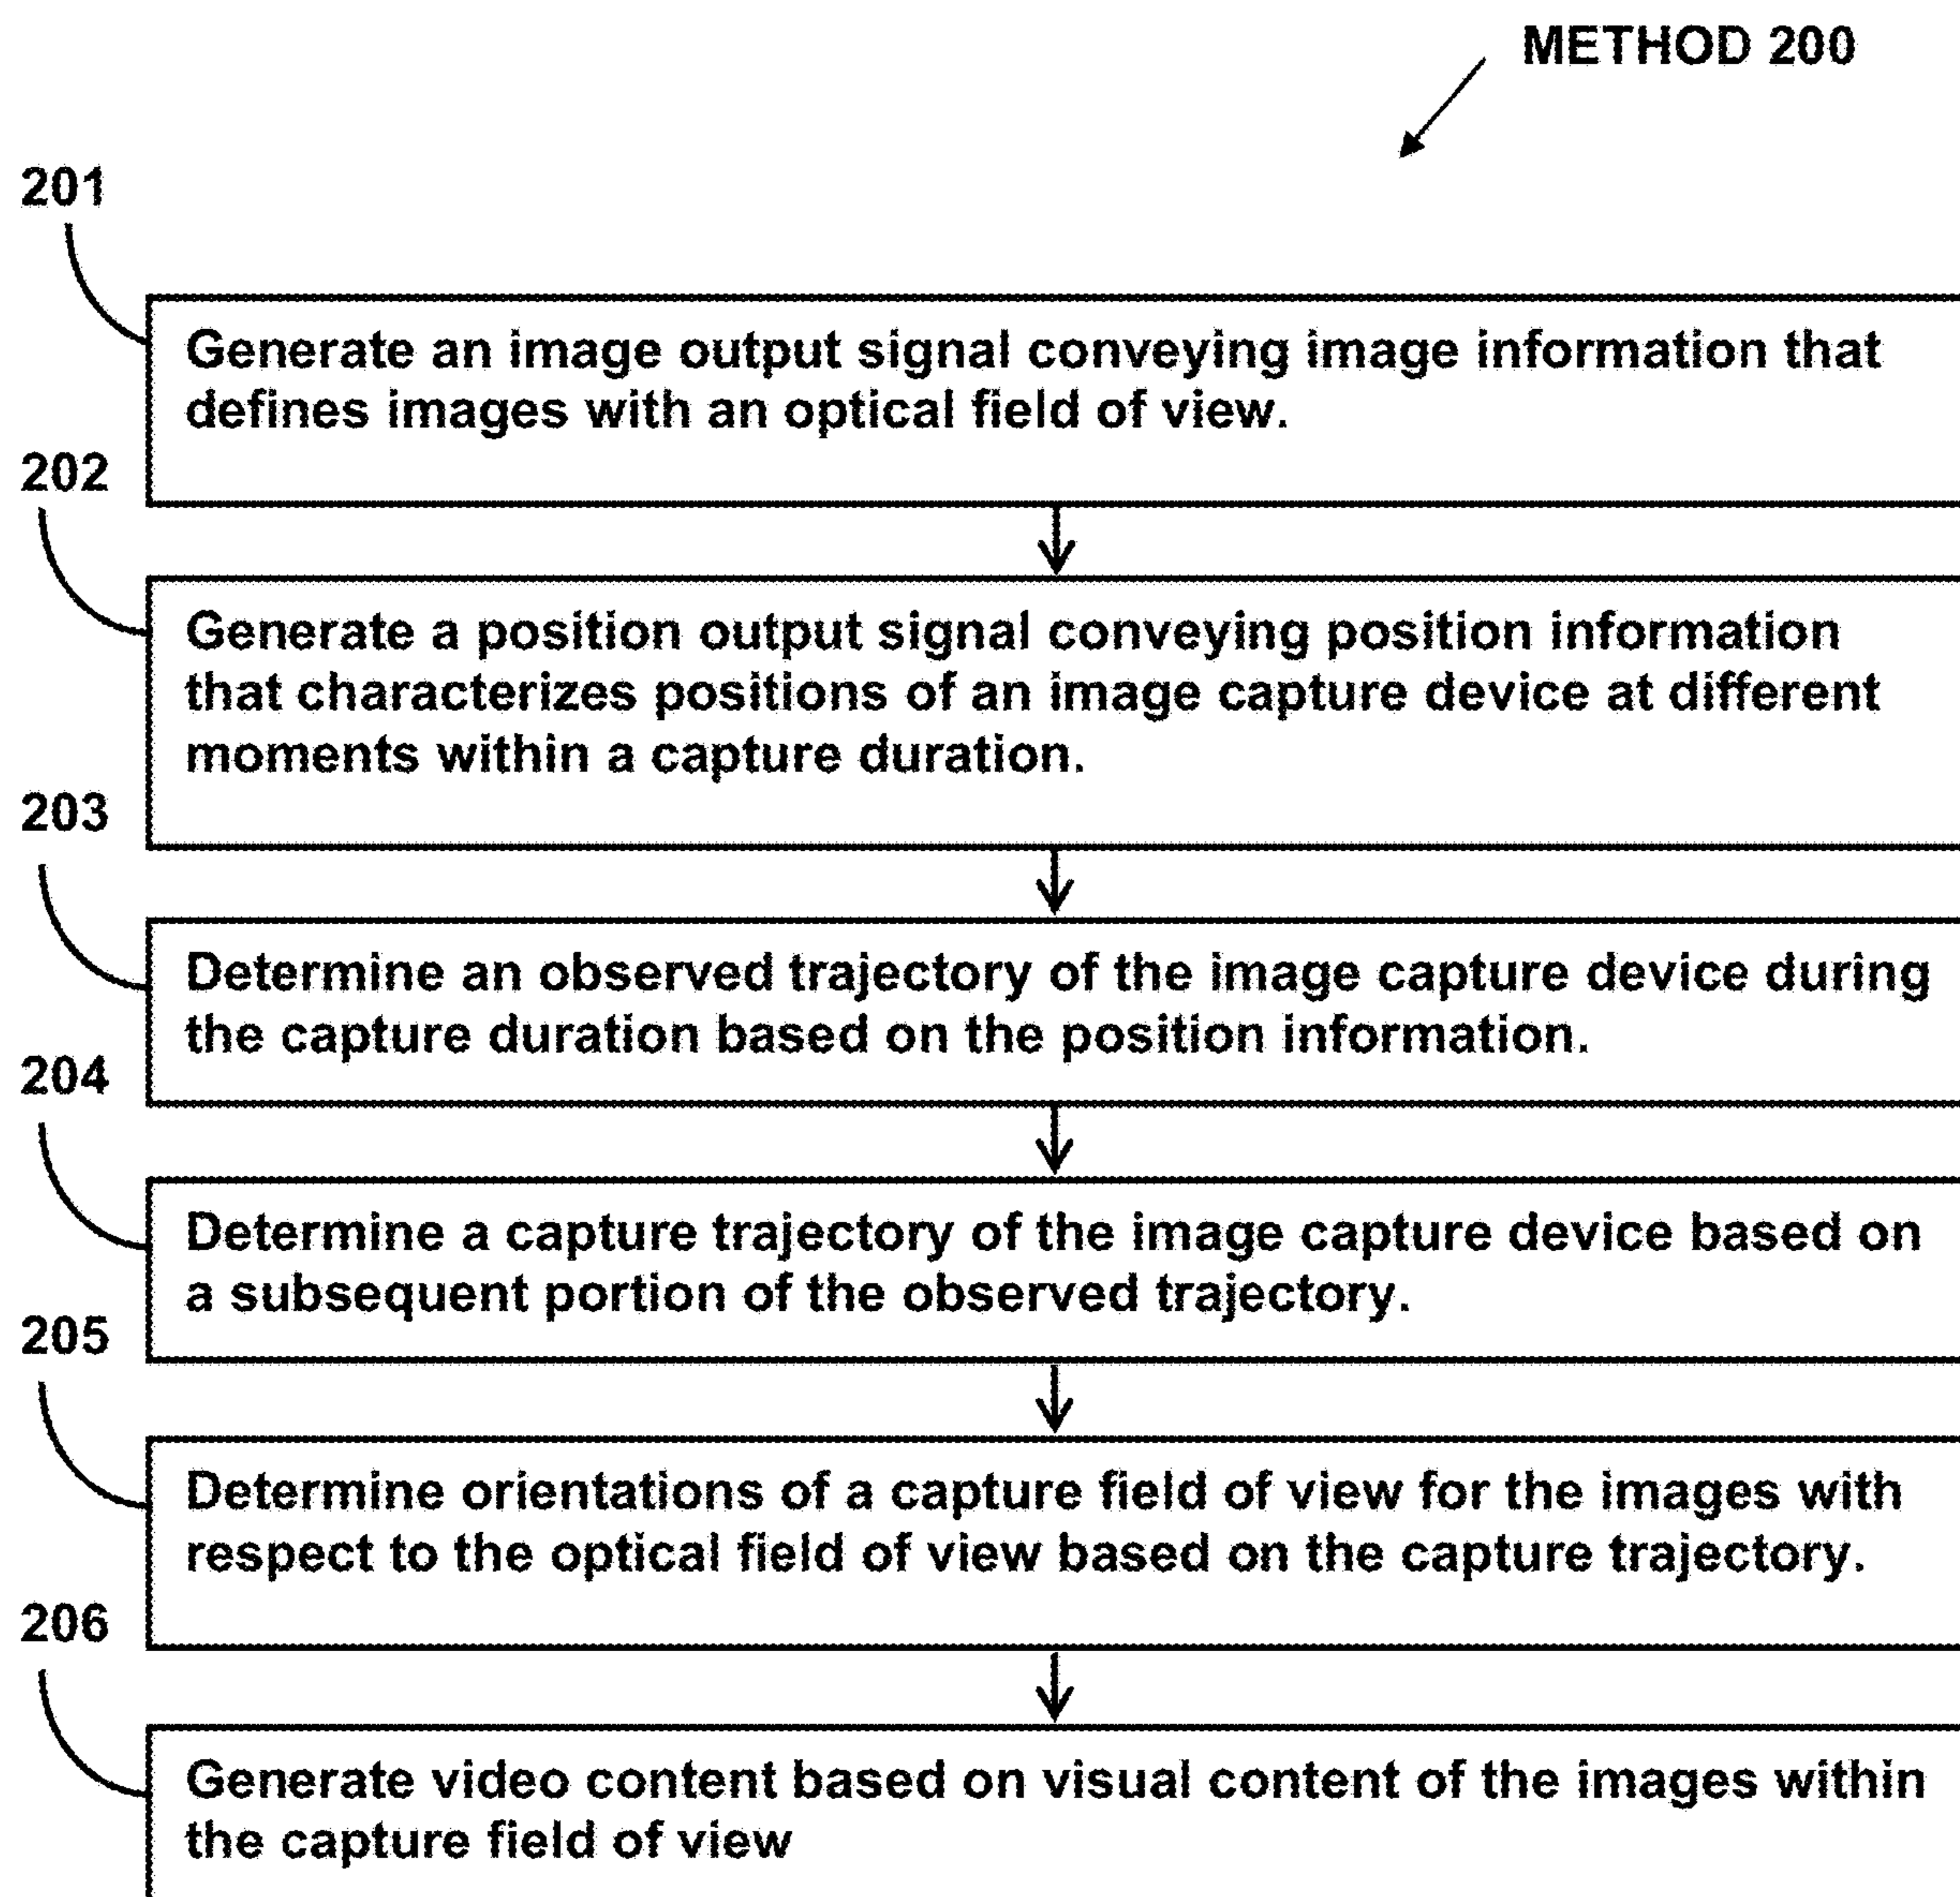 METHOD 200
201
Generate an image output signal conveying image information that
defines images with an optical field of view.
202
Generate a position output signal conveying position information
that characterizes positions of an image capture device at different
moments within a capture duration.
203
Determine an observed trajectory of the image capture device during
the capture duration based on the position information.
204
Determine a capture trajectory of the image capture device based on
a subsequent portion of the observed trajectory.
205
Determine orientations of a capture field of view for the images with
respect to the optical field of view based on the capture trajectory.
206
Generate video content based on visual content of the images within
the capture field of view